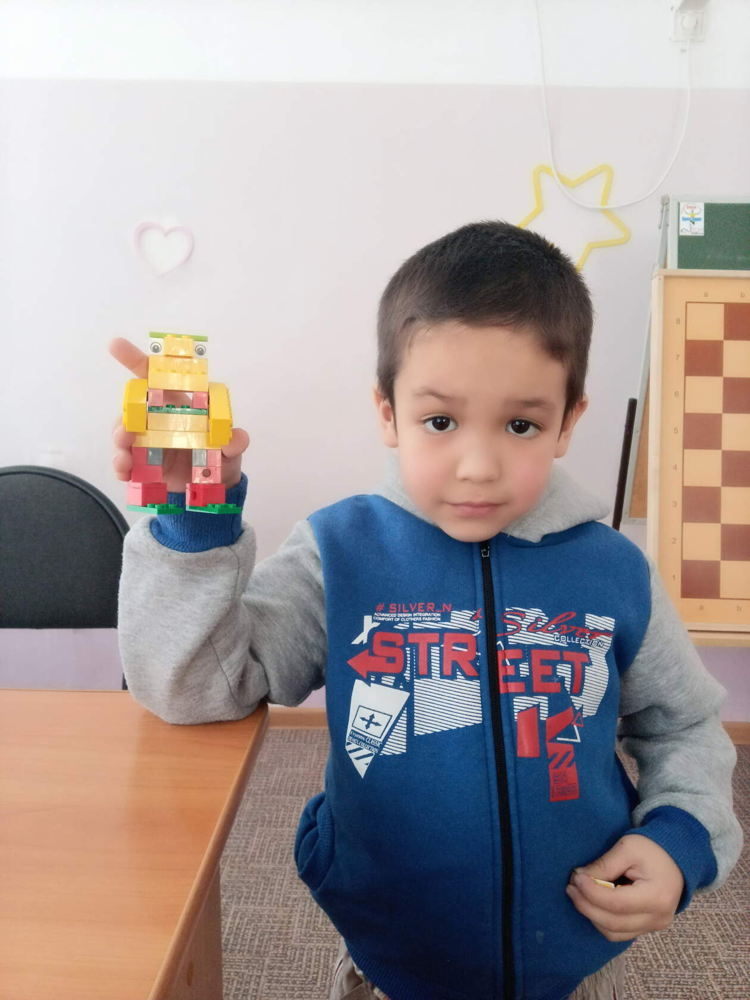 2014
a b
8
7
6
5
4
3
2
1
a b
# SILVER_N
ADVANCED DESIGN INTEGRATION
COMFORT OF CLOTHERS FASHION
Silver
COLLECTION
STREET
FASHION CLASSIC
DESIGN COLLECTION